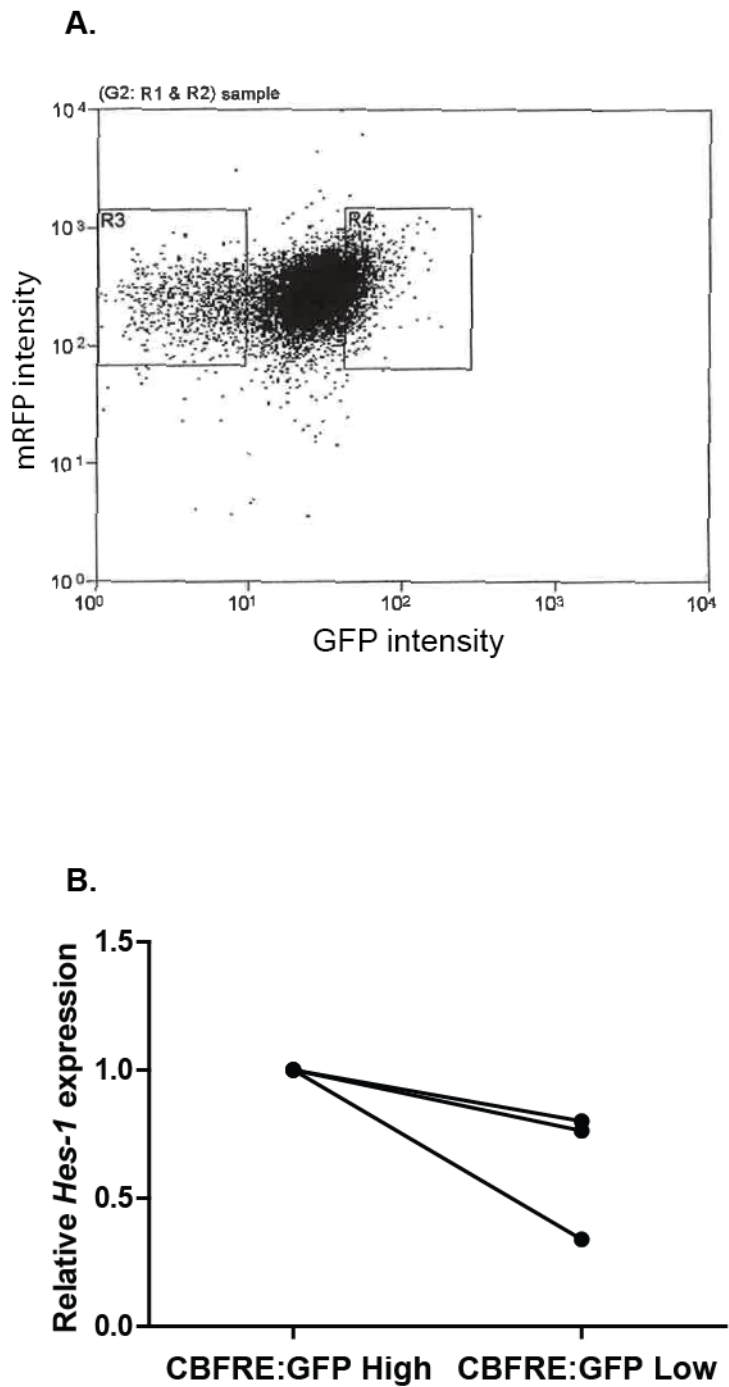 A.
(G2: R1 & R2) sample
10⁴
10³
10²
10¹
10⁰
R3
R4
mRFP intensity
10⁰ 10¹ 10² 10³ 10⁴
GFP intensity
B.
1.5
1.0
0.5
0.0
Relative Hes-1 expression
CBFRE:GFP High CBFRE:GFP Low